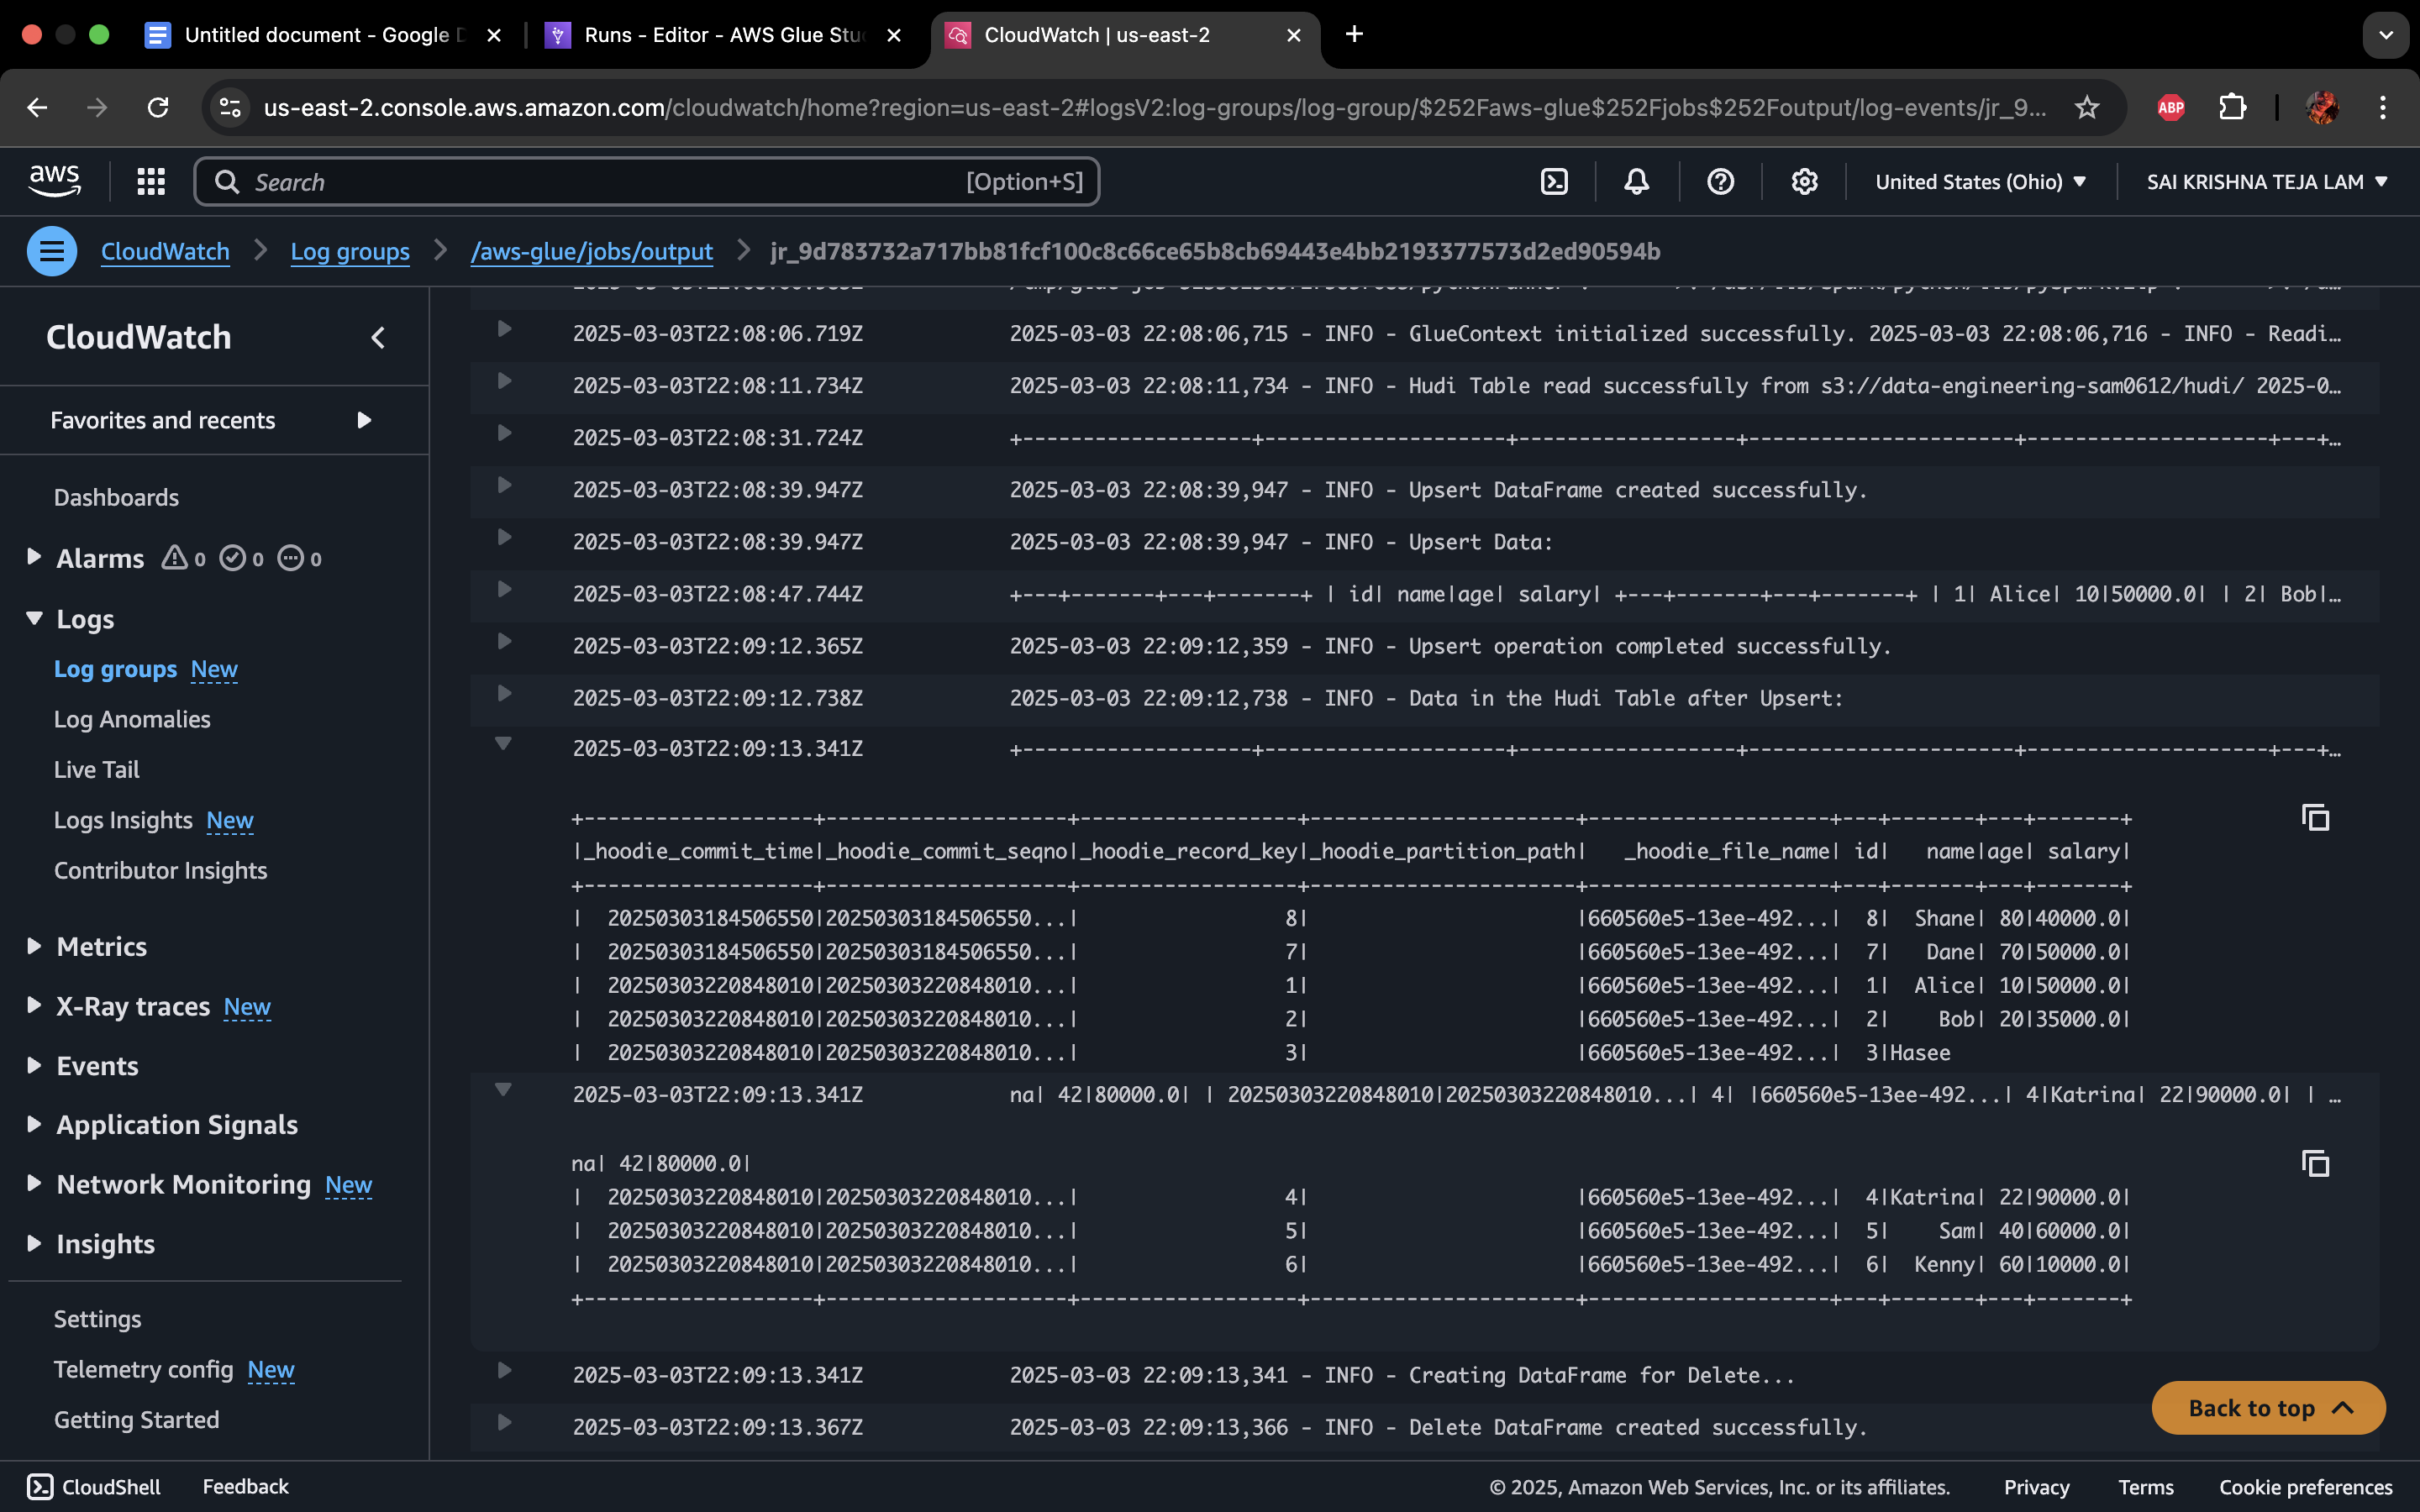 Untitled document - Google D
Runs - Editor - AWS Glue Stu
CloudWatch | us-east-2
us-east-2.console.aws.amazon.com/cloudwatch/home?region=us-east-2#logsV2:log-groups/log-group/$252Faws-glue$252Fjobs$252Foutput/log-events/jr_9...
ABP
aws
Search
[Option+S]
United States (Ohio)
SAI KRISHNA TEJA LAM
CloudWatch
Log groups
/aws-glue/jobs/output
jr_9d783732a717bb81fcf100c8c66ce65b8cb69443e4bb2193377573d2ed90594b
CloudWatch
Favorites and recents
Dashboards
Alarms 0 0 0
Logs
Log groups New
Log Anomalies
Live Tail
Logs Insights New
Contributor Insights
Metrics
X-Ray traces New
Events
Application Signals
Network Monitoring New
Insights
Settings
Telemetry config New
Getting Started
2025-03-03T22:08:06.719Z 2025-03-03 22:08:06,715 - INFO - GlueContext initialized successfully. 2025-03-03 22:08:06,716 - INFO - Readi…
2025-03-03T22:08:11.734Z 2025-03-03 22:08:11,734 - INFO - Hudi Table read successfully from s3://data-engineering-sam0612/hudi/ 2025-0…
2025-03-03T22:08:31.724Z +-------------------+--------------------+------------------+----------------------+--------------------+---+…
2025-03-03T22:08:39.947Z 2025-03-03 22:08:39,947 - INFO - Upsert DataFrame created successfully.
2025-03-03T22:08:39.947Z 2025-03-03 22:08:39,947 - INFO - Upsert Data:
2025-03-03T22:08:47.744Z +---+-------+---+-------+ | id| name|age| salary| +---+-------+---+-------+ | 1| Alice| 10|50000.0| | 2| Bob|…
2025-03-03T22:09:12.365Z 2025-03-03 22:09:12,359 - INFO - Upsert operation completed successfully.
2025-03-03T22:09:12.738Z 2025-03-03 22:09:12,738 - INFO - Data in the Hudi Table after Upsert:
2025-03-03T22:09:13.341Z +-------------------+--------------------+------------------+----------------------+--------------------+---+…
+-------------------+--------------------+------------------+----------------------+--------------------+---+-------+---+-------+
|_hoodie_commit_time|_hoodie_commit_seqno|_hoodie_record_key|_hoodie_partition_path|   _hoodie_file_name| id|   name|age| salary|
+-------------------+--------------------+------------------+----------------------+--------------------+---+-------+---+-------+
|  20250303184506550|20250303184506550...|                 8|                      |660560e5-13ee-492...|  8|  Shane| 80|40000.0|
|  20250303184506550|20250303184506550...|                 7|                      |660560e5-13ee-492...|  7|   Dane| 70|50000.0|
|  20250303220848010|20250303220848010...|                 1|                      |660560e5-13ee-492...|  1|  Alice| 10|50000.0|
|  20250303220848010|20250303220848010...|                 2|                      |660560e5-13ee-492...|  2|    Bob| 20|35000.0|
|  20250303220848010|20250303220848010...|                 3|                      |660560e5-13ee-492...|  3|Hasee
2025-03-03T22:09:13.341Z na| 42|80000.0| | 20250303220848010|20250303220848010...| 4| |660560e5-13ee-492...| 4|Katrina| 22|90000.0| | …
na| 42|80000.0|
|  20250303220848010|20250303220848010...|                 4|                      |660560e5-13ee-492...|  4|Katrina| 22|90000.0|
|  20250303220848010|20250303220848010...|                 5|                      |660560e5-13ee-492...|  5|    Sam| 40|60000.0|
|  20250303220848010|20250303220848010...|                 6|                      |660560e5-13ee-492...|  6|  Kenny| 60|10000.0|
+-------------------+--------------------+------------------+----------------------+--------------------+---+-------+---+-------+
2025-03-03T22:09:13.341Z 2025-03-03 22:09:13,341 - INFO - Creating DataFrame for Delete...
2025-03-03T22:09:13.367Z 2025-03-03 22:09:13,366 - INFO - Delete DataFrame created successfully.
Back to top
CloudShell
Feedback
© 2025, Amazon Web Services, Inc. or its affiliates.
Privacy
Terms
Cookie preferences